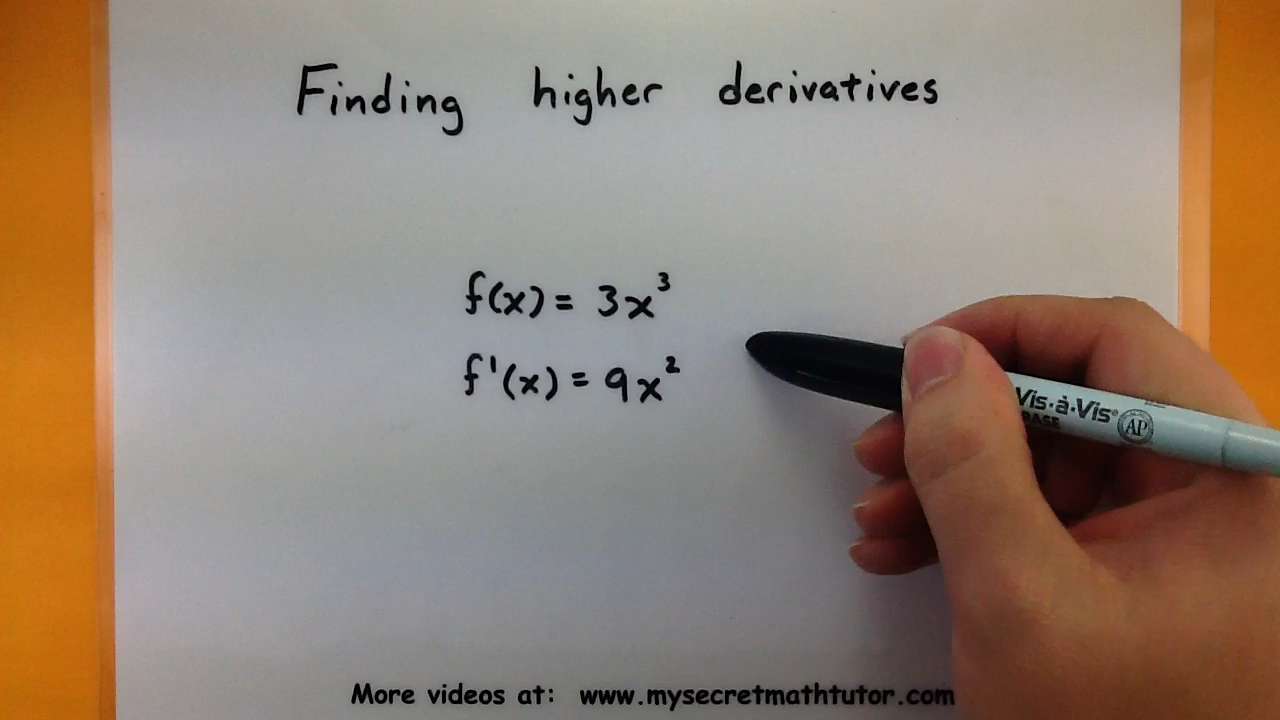 Finding higher derivatives
f(x) = 3x³
f'(x) = 9x²
Vis·à·Vis®
AP
More videos at: www.mysecretmathtutor.com